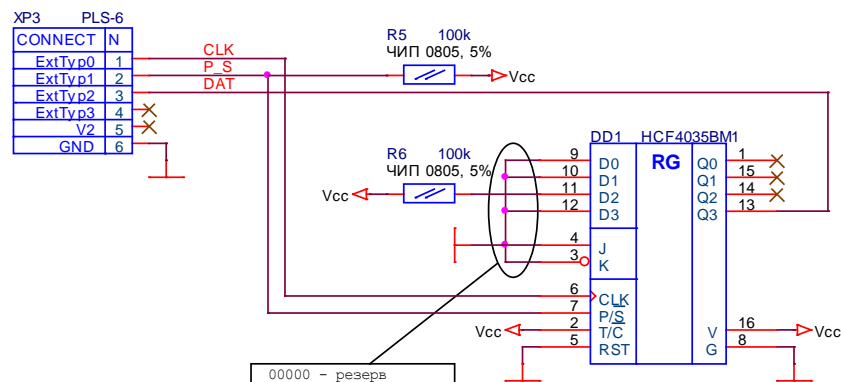 XP3 PLS-6
CONNECT N
ExtTyp0 1
ExtTyp1 2
ExtTyp2 3
ExtTyp3 4
V2 5
GND 6
CLK
P_S
DAT
R5 100k
ЧИП 0805, 5%
Vcc
R6 100k
ЧИП 0805, 5%
Vcc
DD1 HCF4035BM1
RG
9 D0
10 D1
11 D2
12 D3
4 J
3 K
6 CLK
7 P/S
2 T/C
5 RST
Q0 1
Q1 15
Q2 14
Q3 13
V 16
G 8
Vcc
Vcc
00000 - резерв